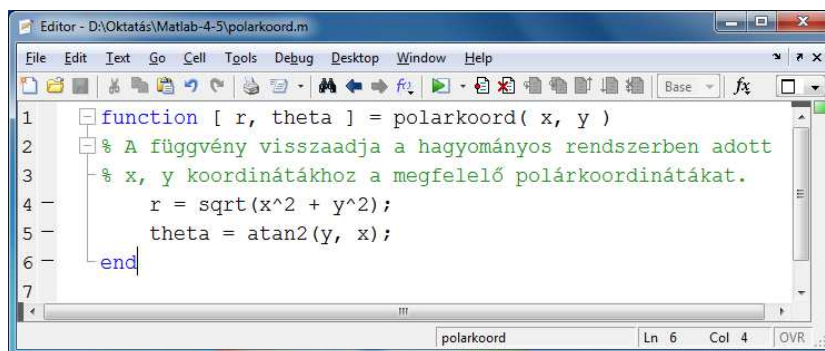 Editor - D:\Oktatás\Matlab-4-5\polarkoord.m
File Edit Text Go Cell Tools Debug Desktop Window Help
Base fx
1 function [ r, theta ] = polarkoord( x, y )
2 % A függvény visszaadja a hagyományos rendszerben adott
3 % x, y koordinátákhoz a megfelelő polárkoordinátákat.
4 r = sqrt(x^2 + y^2);
5 theta = atan2(y, x);
6 end
7
polarkoord Ln 6 Col 4 OVR